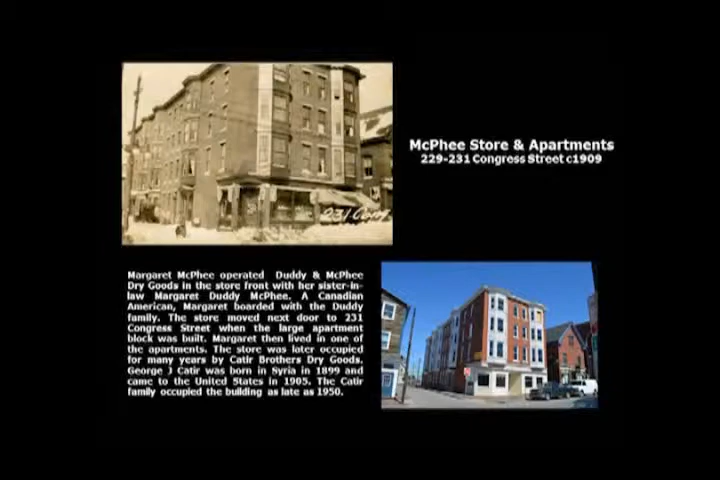 McPhee Store & Apartments
229-231 Congress Street c1909
231 Cong
Margaret McPhee operated Duddy & McPhee
Dry Goods in the store front with her sister-in-
law Margaret Duddy McPhee. A Canadian
American, Margaret boarded with the Duddy
family. The store moved next door to 231
Congress Street when the large apartment
block was built. Margaret then lived in one of
the apartments. The store was later occupied
for many years by Catir Brothers Dry Goods.
George J Catir was born in Syria in 1899 and
came to the United States in 1905. The Catir
family occupied the building as late as 1950.